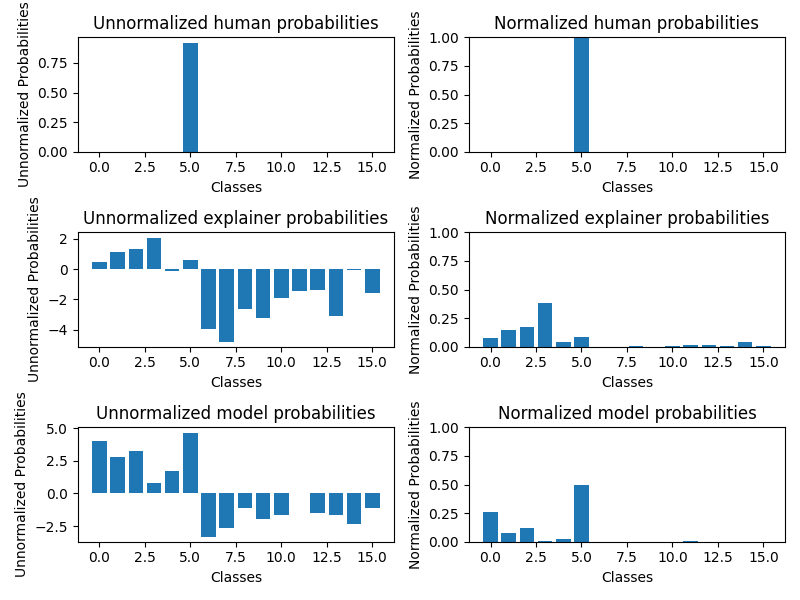 Unnormalized human probabilities
Unnormalized Probabilities
0.75
0.50
0.25
0.00
0.0 2.5 5.0 7.5 10.0 12.5 15.0
Classes
Normalized human probabilities
Normalized Probabilities
1.00
0.75
0.50
0.25
0.00
0.0 2.5 5.0 7.5 10.0 12.5 15.0
Classes
Unnormalized explainer probabilities
Unnormalized Probabilities
2
0
−2
−4
0.0 2.5 5.0 7.5 10.0 12.5 15.0
Classes
Normalized explainer probabilities
Normalized Probabilities
1.00
0.75
0.50
0.25
0.00
0.0 2.5 5.0 7.5 10.0 12.5 15.0
Classes
Unnormalized model probabilities
Unnormalized Probabilities
5.0
2.5
0.0
−2.5
0.0 2.5 5.0 7.5 10.0 12.5 15.0
Classes
Normalized model probabilities
Normalized Probabilities
1.00
0.75
0.50
0.25
0.00
0.0 2.5 5.0 7.5 10.0 12.5 15.0
Classes